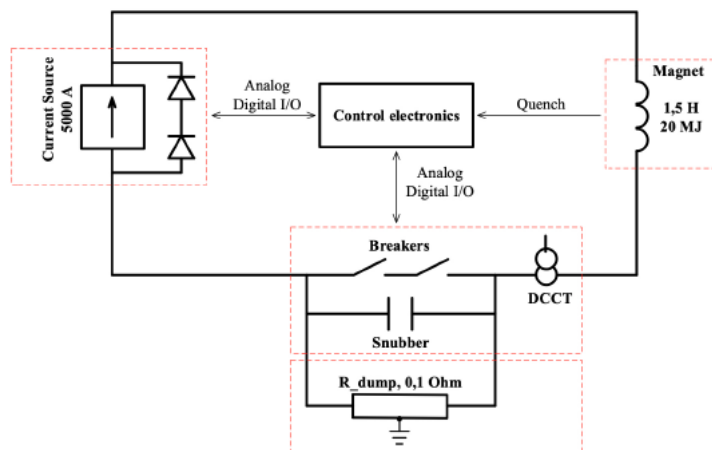 Current Source
5000 A
Analog
Digital I/O
Control electronics
Quench
Magnet
1,5 H
20 MJ
Analog
Digital I/O
Breakers
DCCT
Snubber
R_dump, 0,1 Ohm